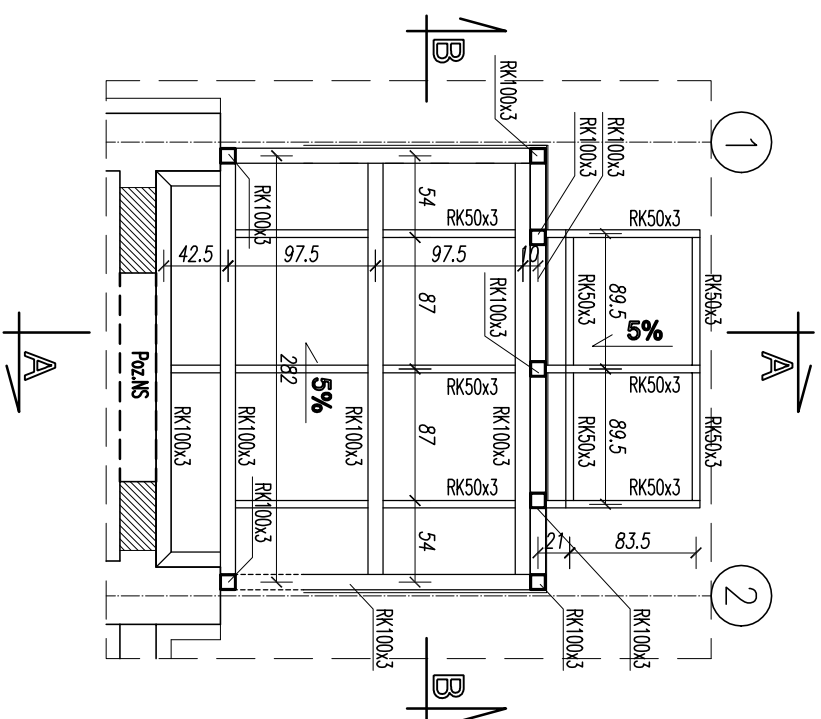 B
1
RK100x3
RK100x3
RK100x3
RK100x3
54
RK50x3
RK50x3
42.5
97.5
97.5
10
RK100x3
87
RK50x3
89.5
RK50x3
5%
A
A
Poz.NS
282
5%
RK50x3
RK50x3
RK100x3
RK100x3
RK100x3
RK100x3
87
89.5
RK50x3
RK50x3
RK100x3
RK50x3
RK50x3
54
21
83.5
2
RK100x3
RK100x3
RK100x3
B